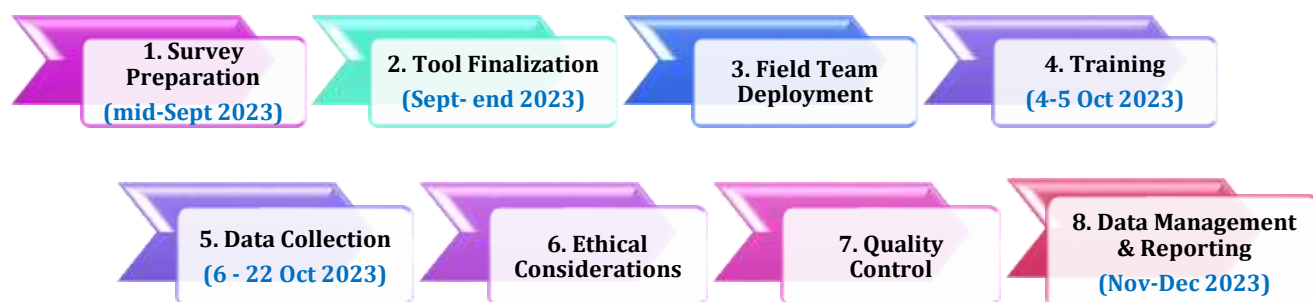 1. Survey
Preparation
(mid-Sept 2023)
2. Tool Finalization
(Sept- end 2023)
3. Field Team
Deployment
4. Training
(4-5 Oct 2023)
5. Data Collection
(6 - 22 Oct 2023)
6. Ethical
Considerations
7. Quality
Control
8. Data Management
& Reporting
(Nov-Dec 2023)